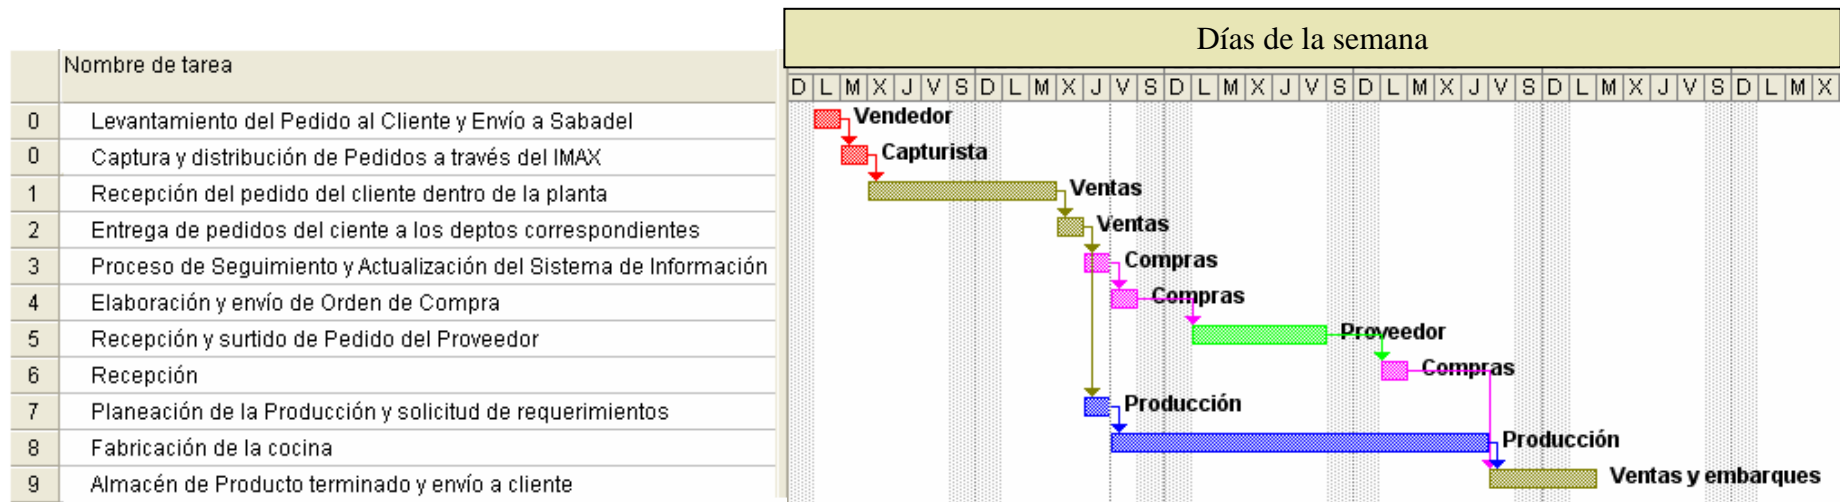 Días de la semana
Nombre de tarea
D L M X J V S D L M X J V S D L M X J V S D L M X J V S D L M X J V S D L M X
0 Levantamiento del Pedido al Cliente y Envío a Sabadel Vendedor
0 Captura y distribución de Pedidos a través del IMAX Capturista
1 Recepción del pedido del cliente dentro de la planta Ventas
2 Entrega de pedidos del ciente a los deptos correspondientes Ventas
3 Proceso de Seguimiento y Actualización del Sistema de Información Compras
4 Elaboración y envío de Orden de Compra Compras
5 Recepción y surtido de Pedido del Proveedor Proveedor
6 Recepción Compras
7 Planeación de la Producción y solicitud de requerimientos Producción
8 Fabricación de la cocina Producción
9 Almacén de Producto terminado y envío a cliente Ventas y embarques